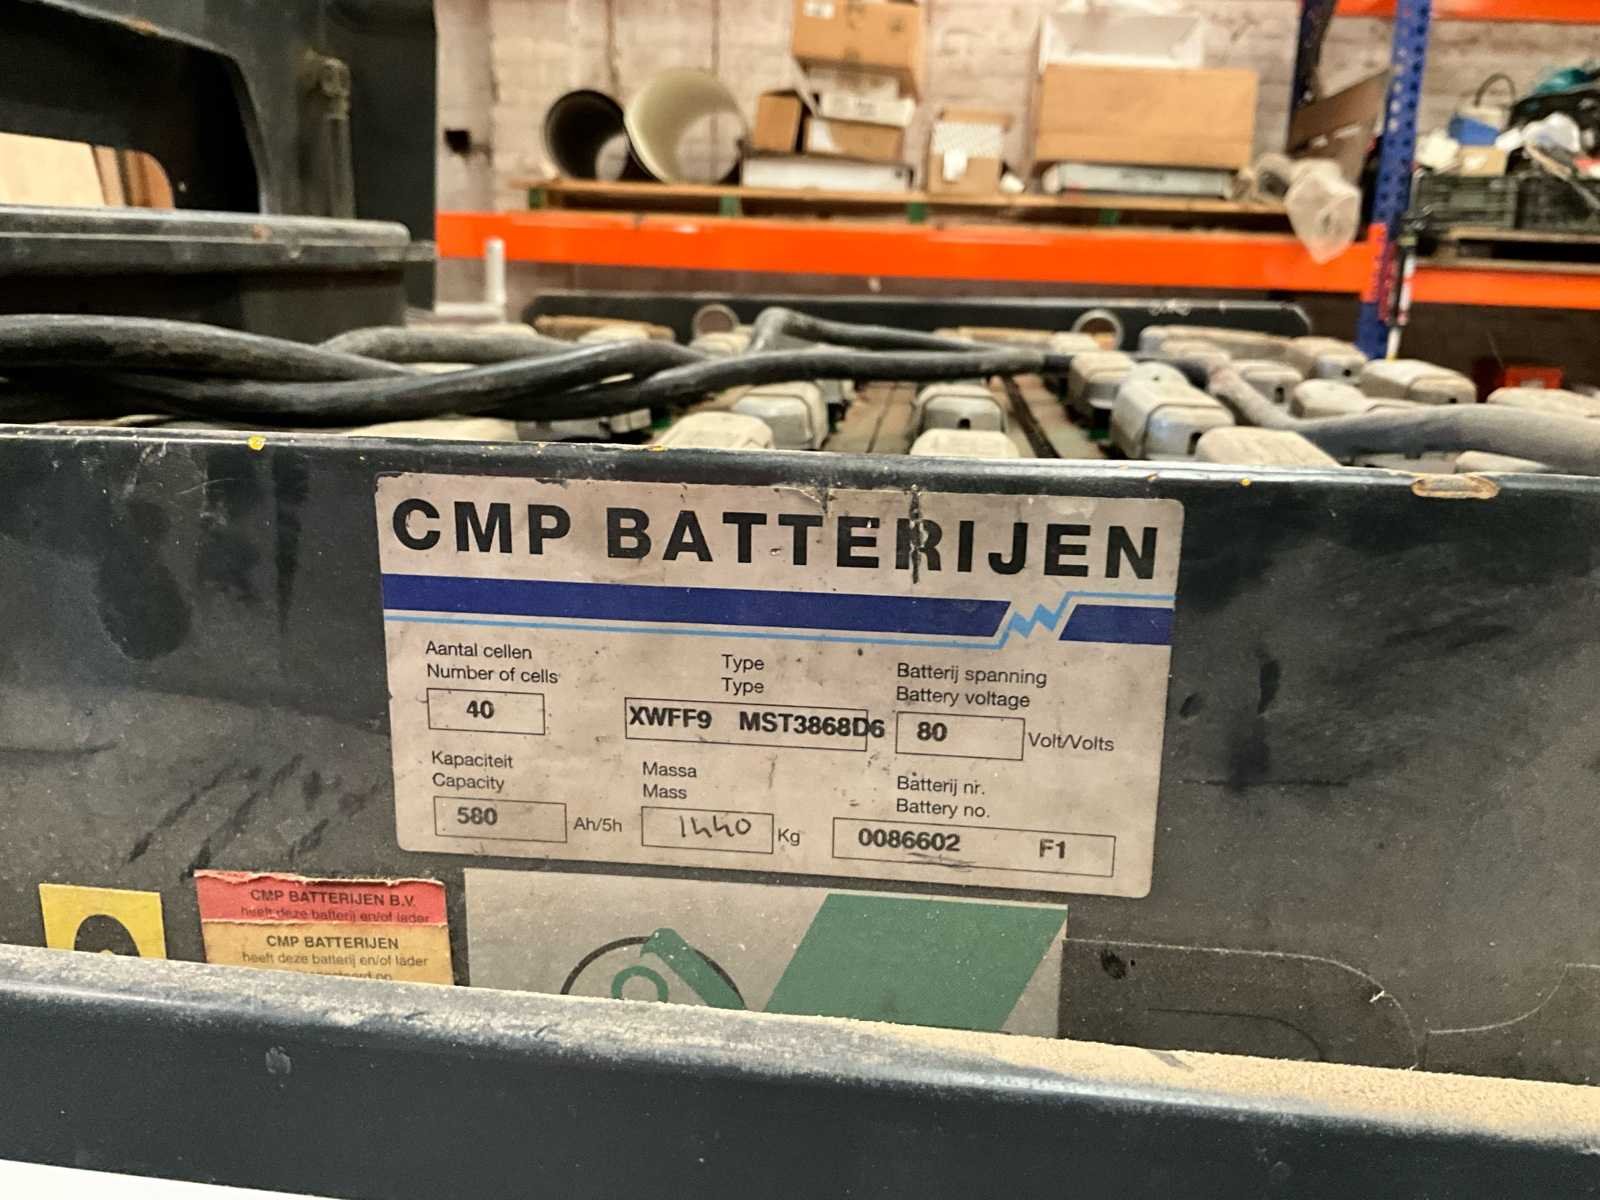 CMP BATTERIJEN
Aantal cellen
Number of cells
40
Type
Type
XWFF9 MST3868D6
Batterij spanning
Battery voltage
80 Volt/Volts
Kapaciteit
Capacity
580 Ah/5h
Massa
Mass
1440 Kg
Batterij nr.
Battery no.
0086602 F1
CMP BATTERIJEN B.V.
heeft deze batterij en/of lader
CMP BATTERIJEN
heeft deze batterij en/of lader